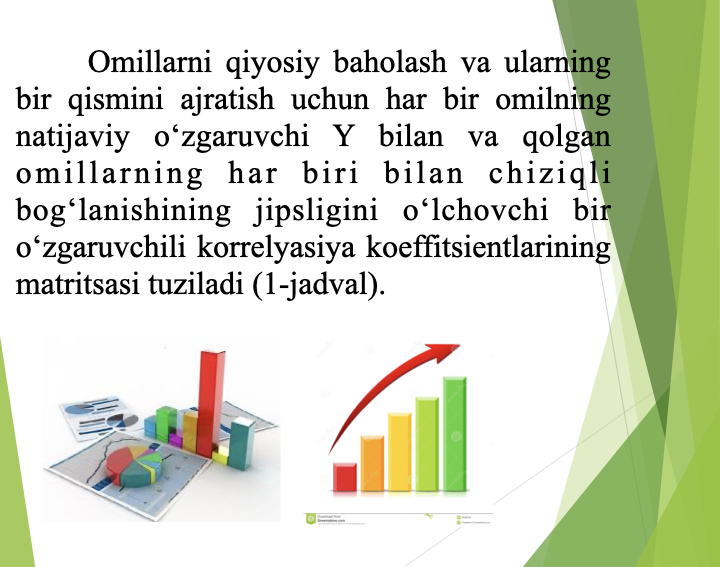 Omillarni qiyosiy baholash va ularning
bir qismini ajratish uchun har bir omilning
natijaviy o‘zgaruvchi Y bilan va qolgan
omillarning har biri bilan chiziqli
bog‘lanishining jipsligini o‘lchovchi bir
o‘zgaruvchili korrelyasiya koeffitsientlarining
matritsasi tuziladi (1-jadval).